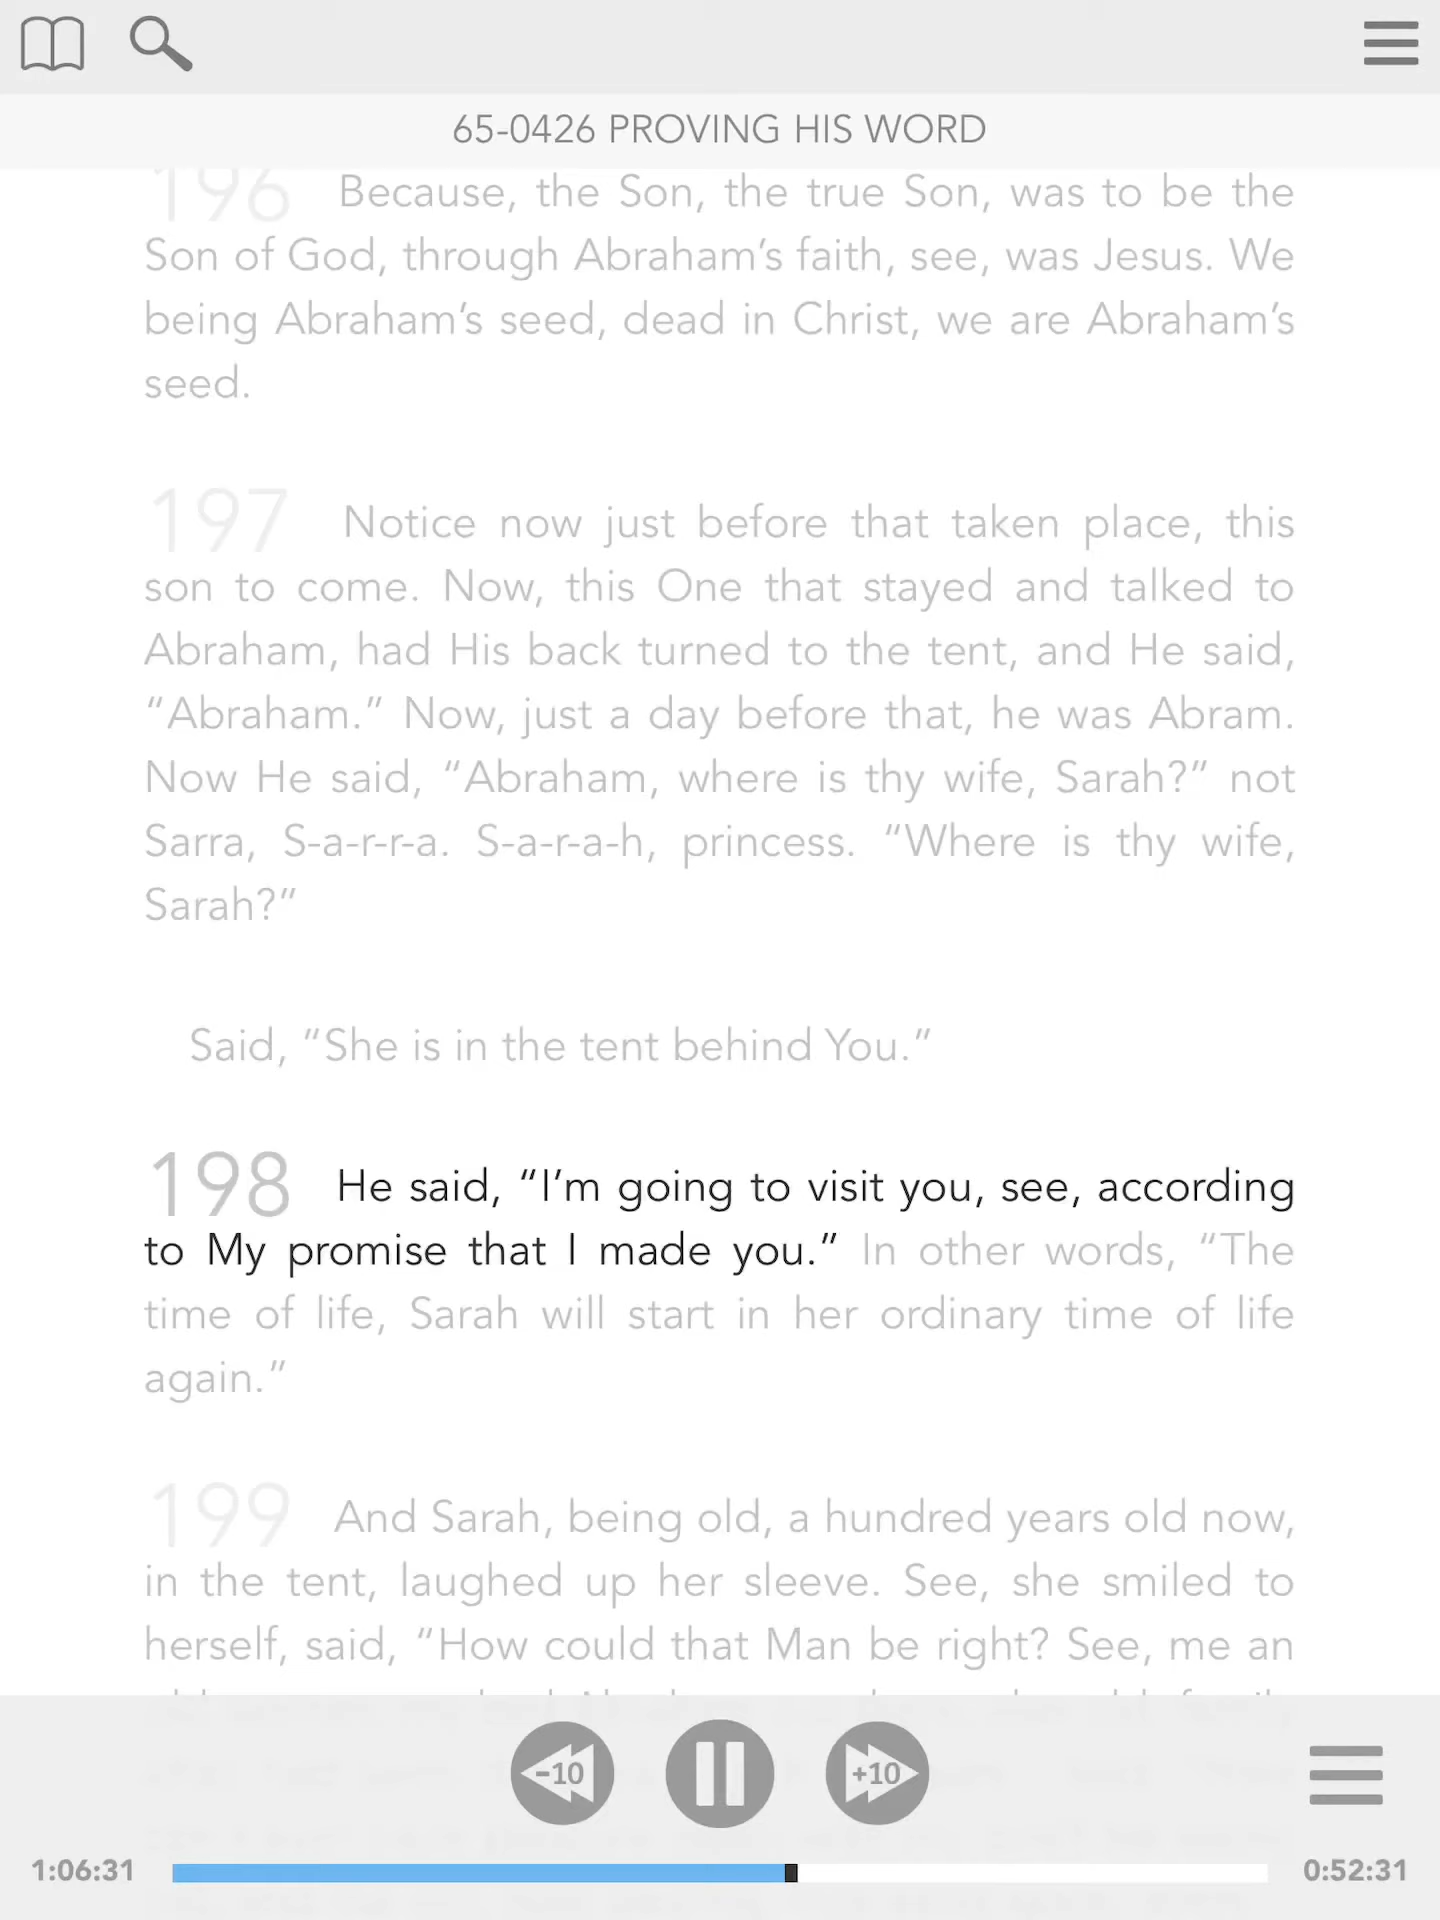 65-0426 PROVING HIS WORD
196 Because, the Son, the true Son, was to be the
Son of God, through Abraham’s faith, see, was Jesus. We
being Abraham’s seed, dead in Christ, we are Abraham’s
seed.
197 Notice now just before that taken place, this
son to come. Now, this One that stayed and talked to
Abraham, had His back turned to the tent, and He said,
“Abraham.” Now, just a day before that, he was Abram.
Now He said, “Abraham, where is thy wife, Sarah?” not
Sarra, S-a-r-r-a. S-a-r-a-h, princess. “Where is thy wife,
Sarah?”
Said, “She is in the tent behind You.”
198 He said, “I’m going to visit you, see, according
to My promise that I made you.” In other words, “The
time of life, Sarah will start in her ordinary time of life
again.”
199 And Sarah, being old, a hundred years old now,
in the tent, laughed up her sleeve. See, she smiled to
herself, said, “How could that Man be right? See, me an
-10 +10
1:06:31 0:52:31